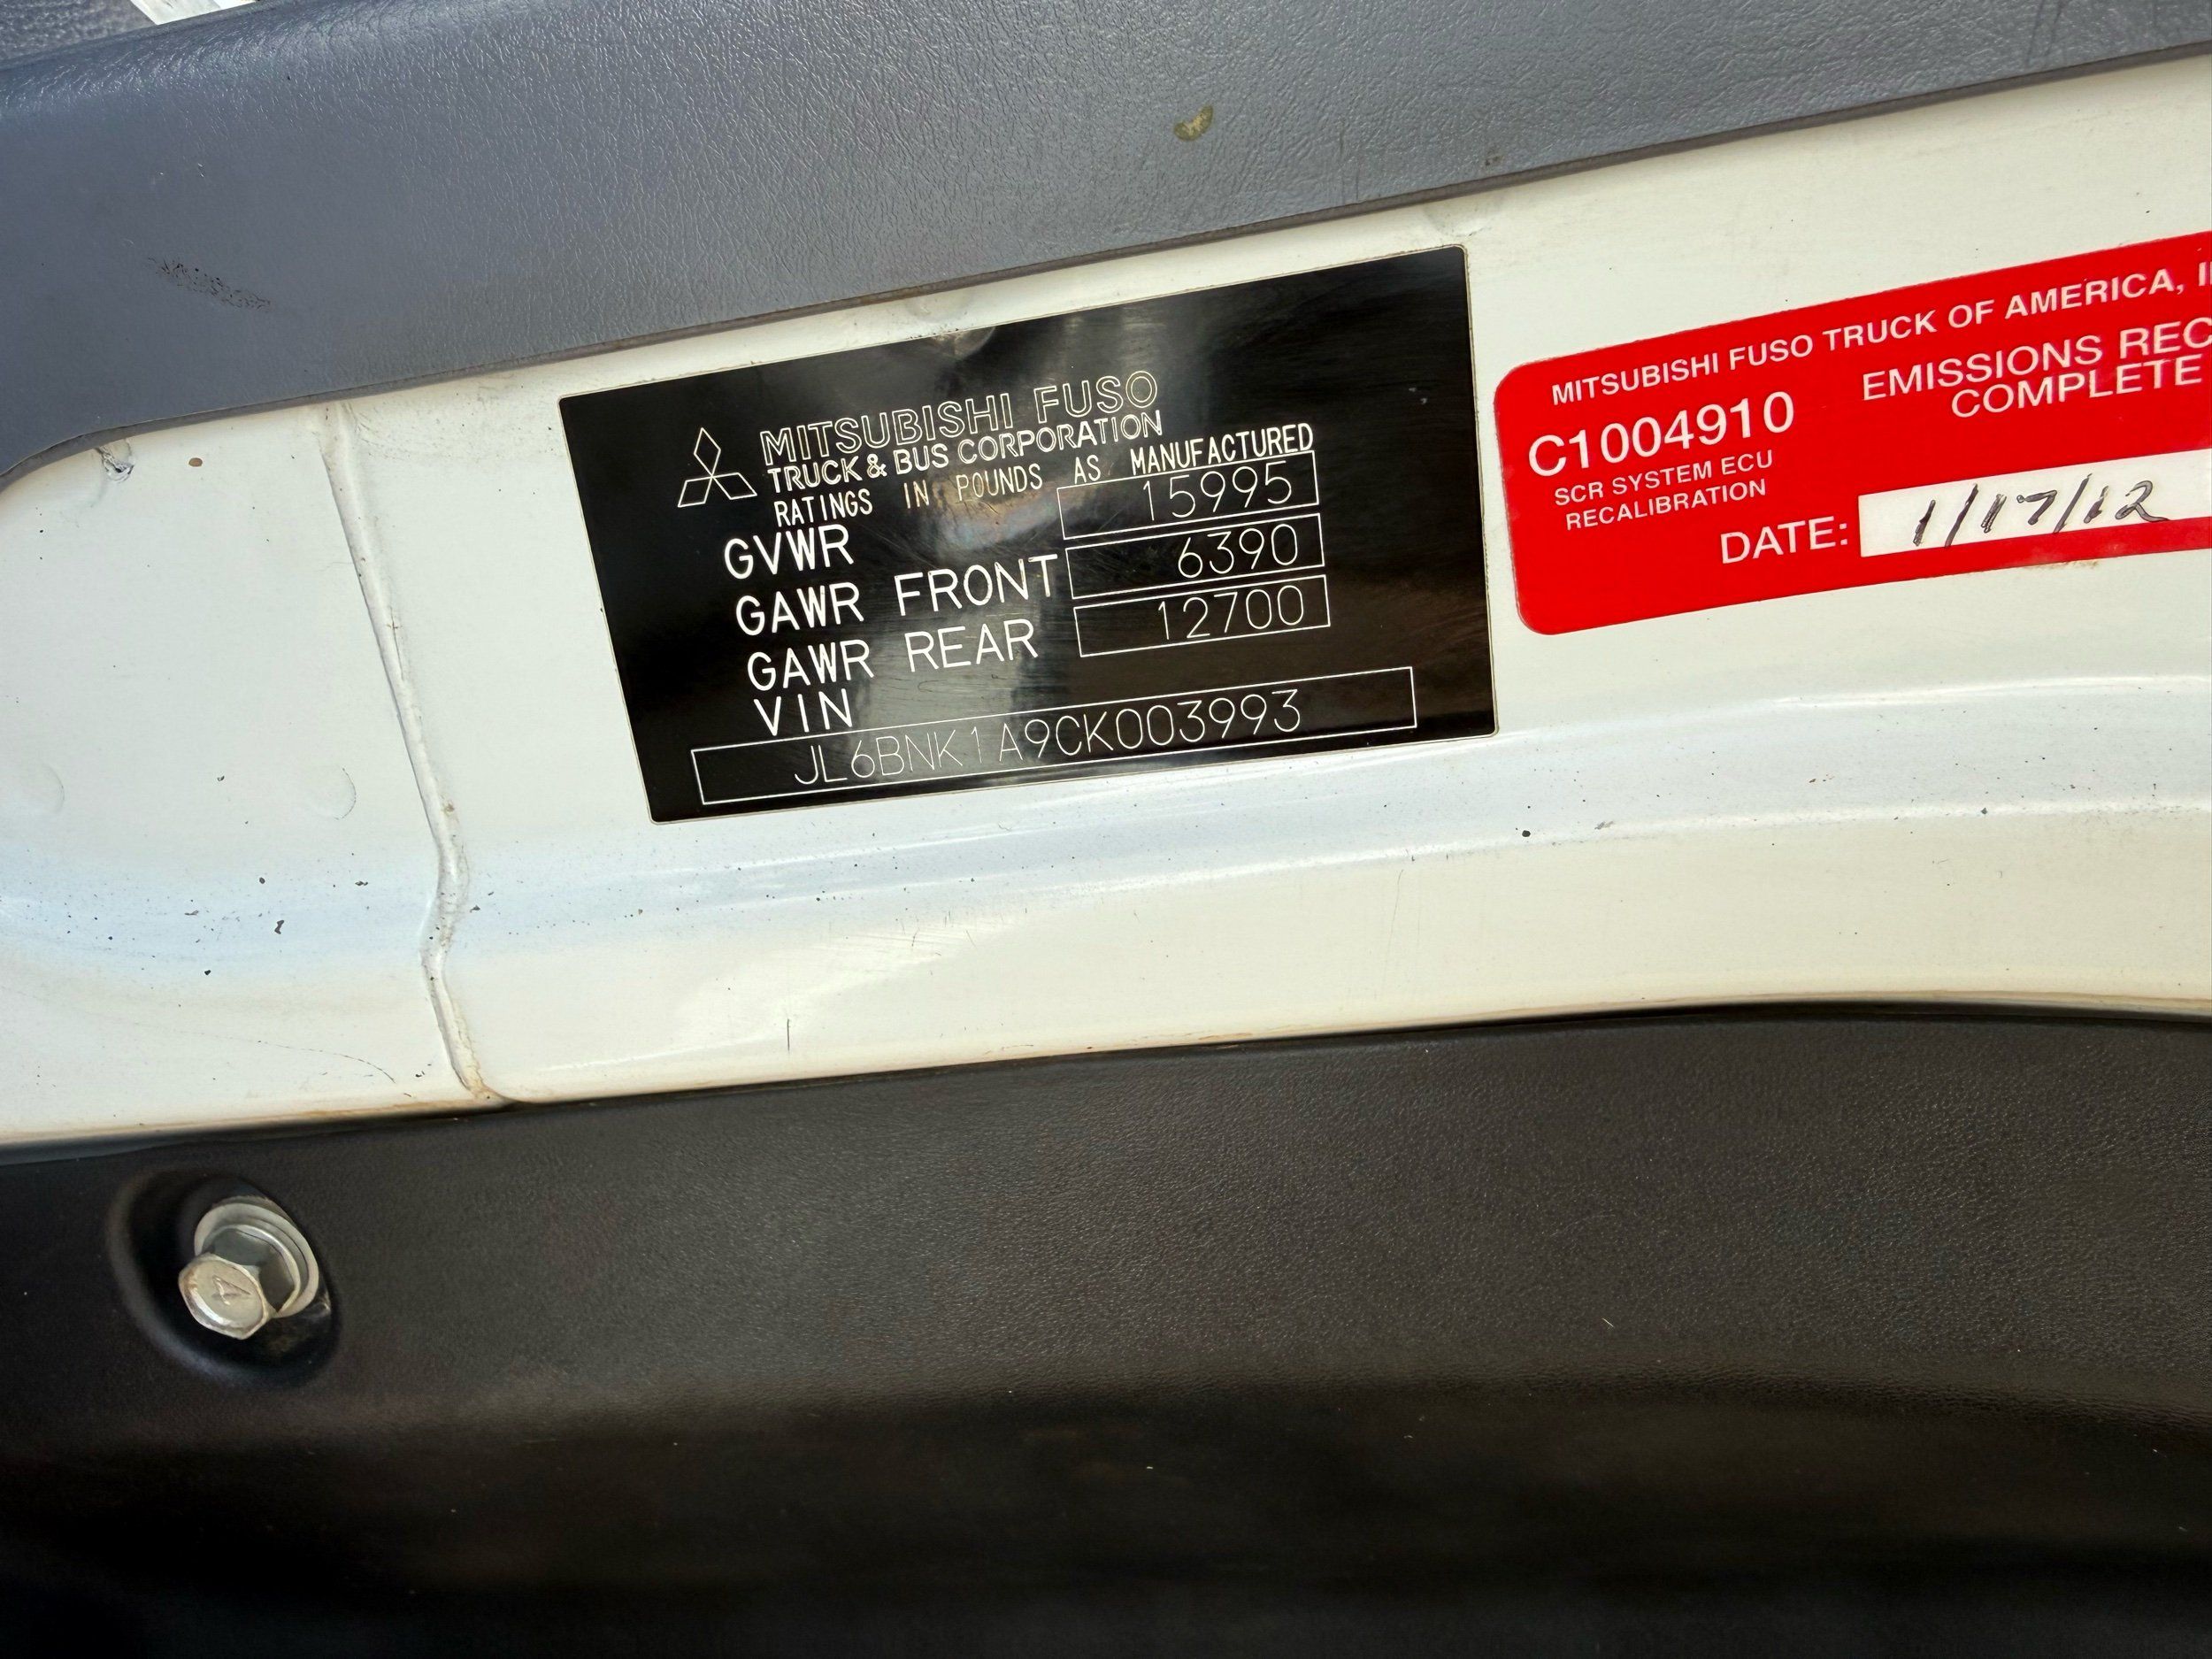 MITSUBISHI FUSO
TRUCK & BUS CORPORATION
RATINGS IN POUNDS AS MANUFACTURED
GVWR 15995
GAWR FRONT 6390
GAWR REAR 12700
VIN
JL6BNK1A9CK003993
MITSUBISHI FUSO TRUCK OF AMERICA,
C1004910
SCR SYSTEM ECU
RECALIBRATION
EMISSIONS REC
COMPLETE
DATE: 1/17/12